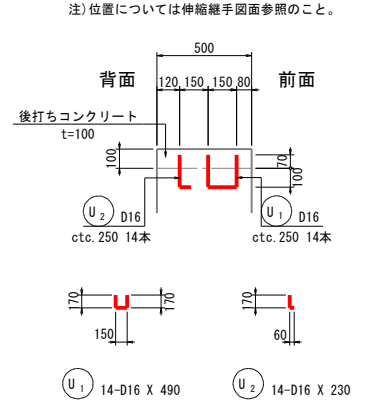 注)位置については伸縮継手図面参照のこと。
500
背面
前面
120 150 150 80
後打ちコンクリート
t=100
100
70
100
U2 D16
ctc.250 14本
U1 D16
ctc.250 14本
170
170
150
170
60
U1 14-D16 X 490
U2 14-D16 X 230